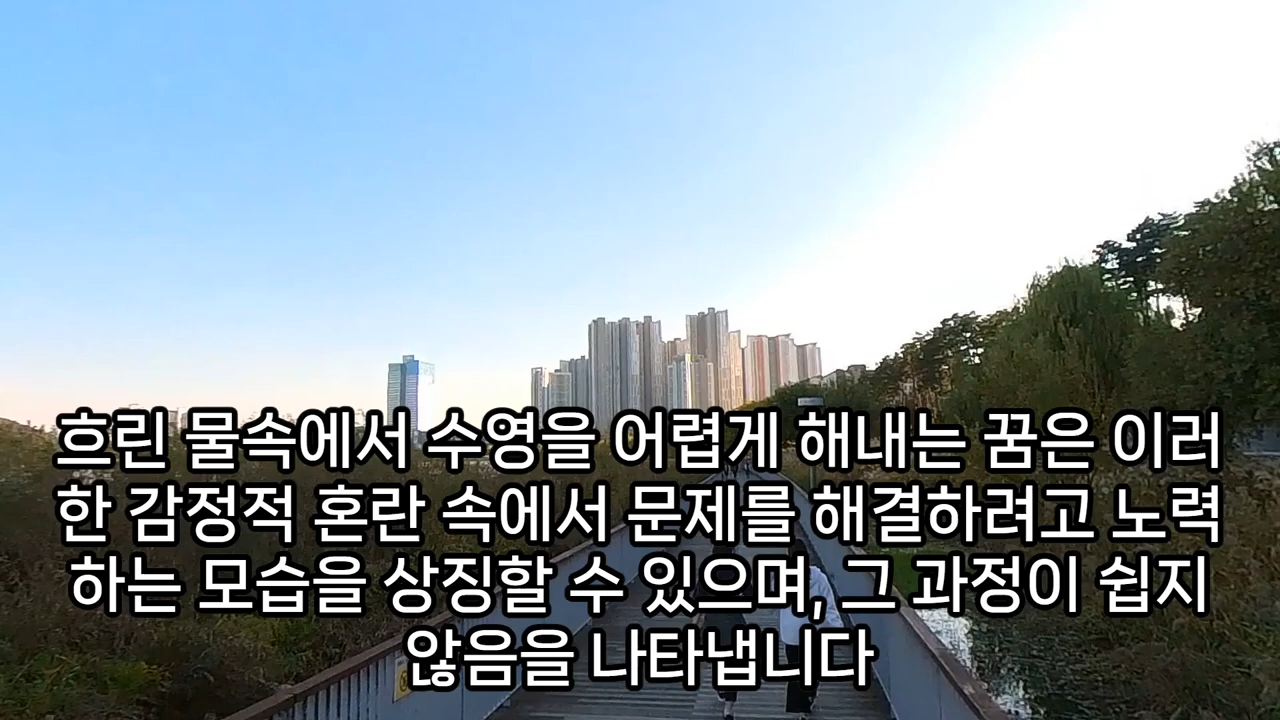 흐린 물속에서 수영을 어렵게 해내는 꿈은 이러
한 감정적 혼란 속에서 문제를 해결하려고 노력
하는 모습을 상징할 수 있으며, 그 과정이 쉽지
않음을 나타냅니다